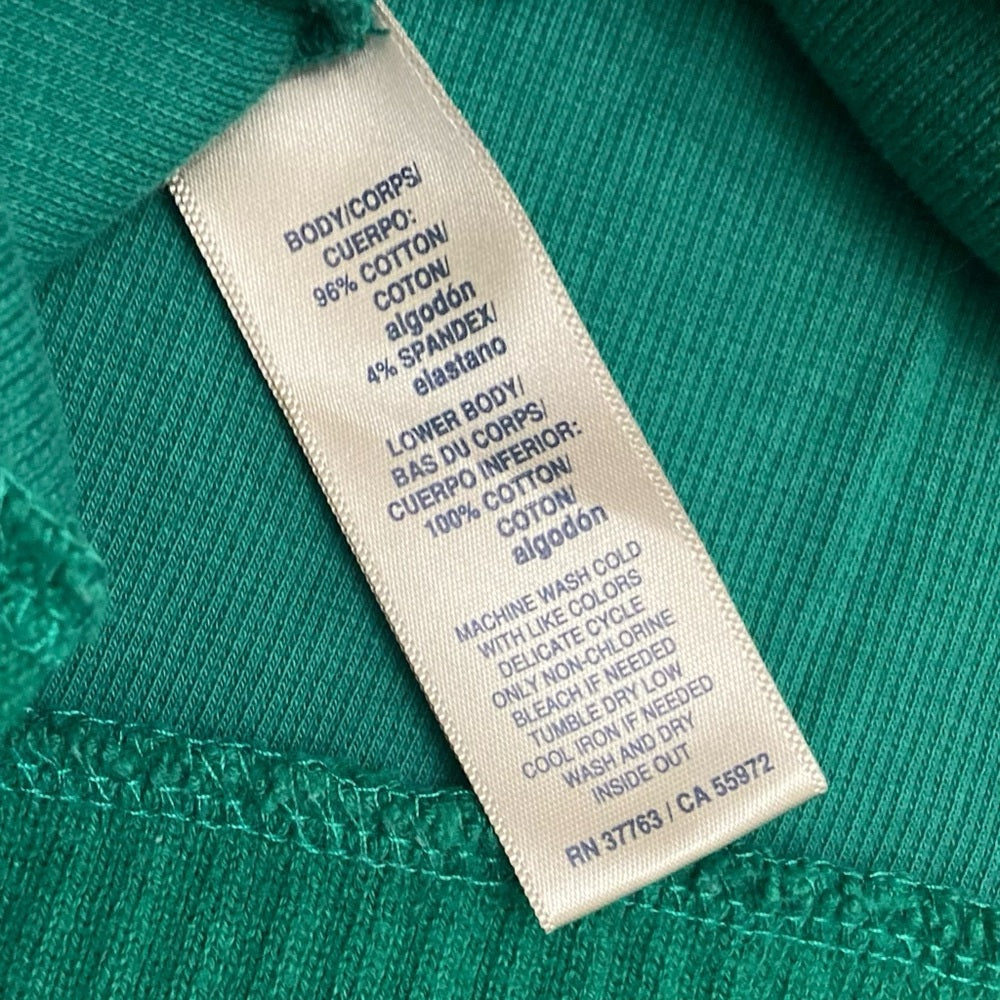 BODY/CORPS/
CUERPO:
96% COTTON/
COTON/
algodón
4% SPANDEX/
elastano
LOWER BODY/
BAS DU CORPS/
CUERPO INFERIOR:
100% COTTON/
COTON/
algodón
MACHINE WASH COLD
WITH LIKE COLORS
DELICATE CYCLE
ONLY NON-CHLORINE
BLEACH IF NEEDED
TUMBLE DRY LOW
COOL IRON IF NEEDED
WASH AND DRY
INSIDE OUT
RN 37763 / CA 55972